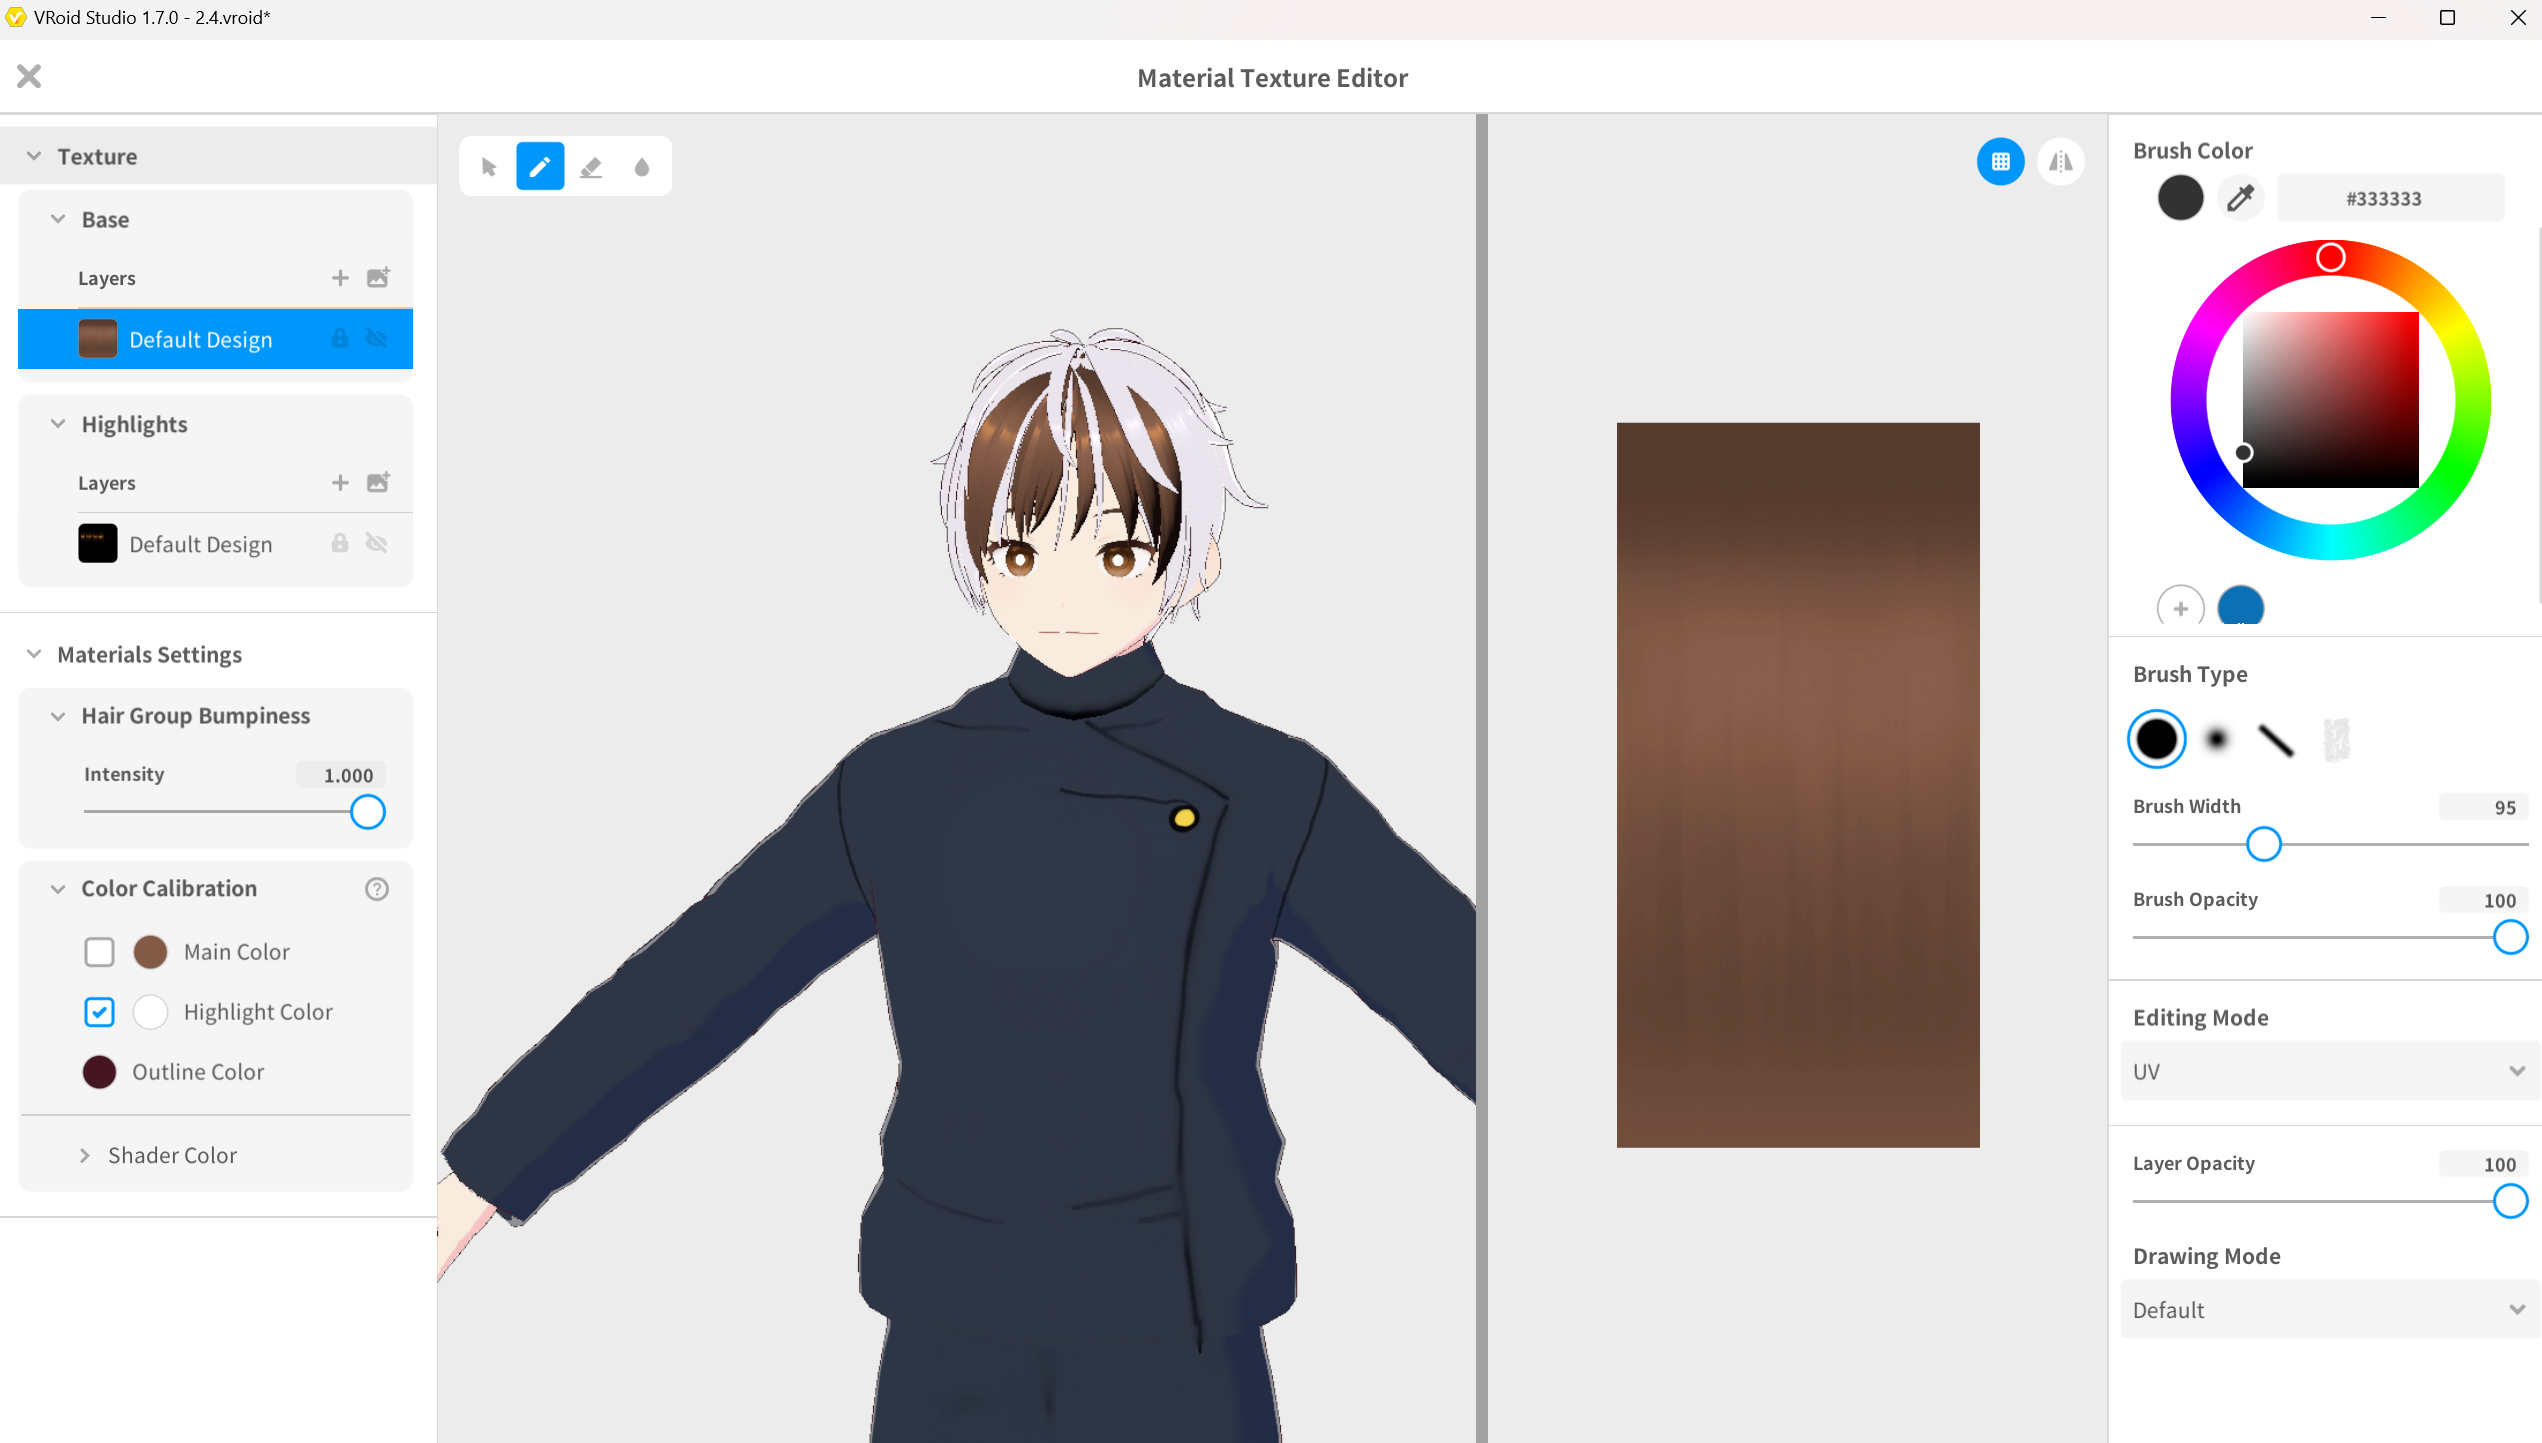 VRoid Studio 1.7.0 - 2.4.vroid*
Material Texture Editor
Texture
Base
Layers
Default Design
Highlights
Layers
Default Design
Materials Settings
Hair Group Bumpiness
Intensity 1.000
Color Calibration
Main Color
Highlight Color
Outline Color
Shader Color
Brush Color
#333333
Brush Type
Brush Width 95
Brush Opacity 100
Editing Mode
UV
Layer Opacity 100
Drawing Mode
Default